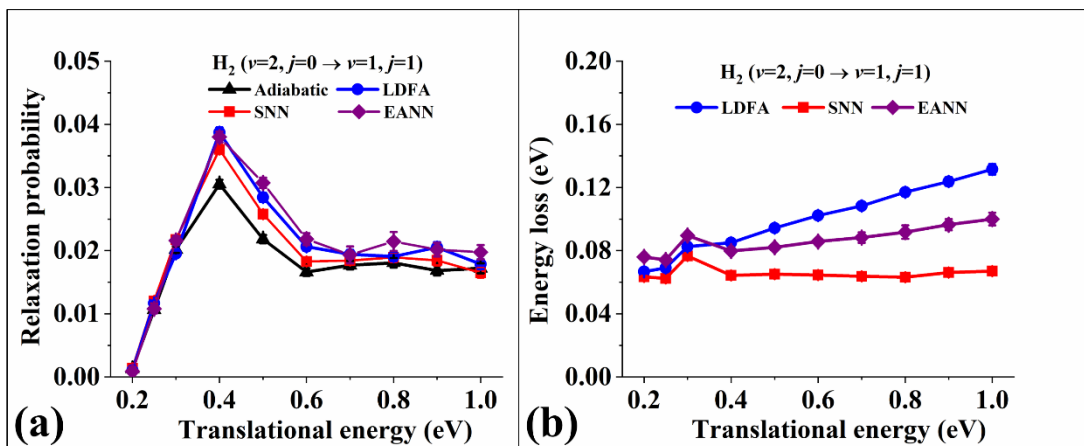 H2 (v=2, j=0 → v=1, j=1)
Adiabatic LDFA
SNN EANN
0.05
0.04
0.03
0.02
0.01
0.00
Relaxation probability
0.2 0.4 0.6 0.8 1.0
Translational energy (eV)
(a)
H2 (v=2, j=0 → v=1, j=1)
LDFA SNN EANN
0.20
0.16
0.12
0.08
0.04
0.00
Energy loss (eV)
0.2 0.4 0.6 0.8 1.0
Translational energy (eV)
(b)